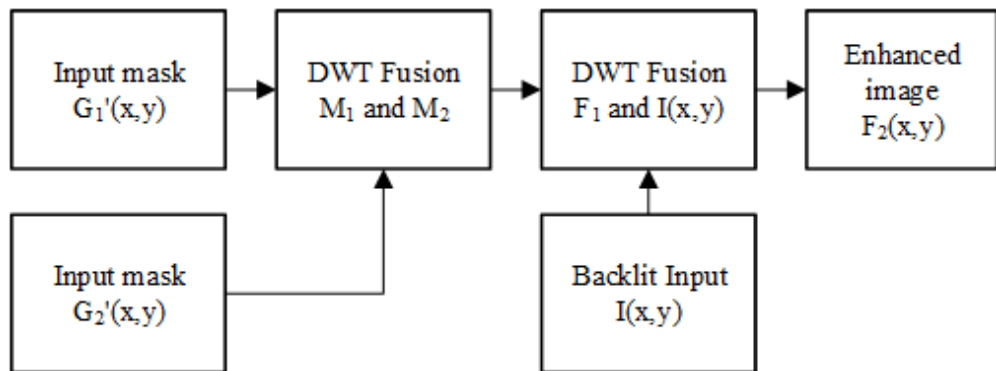 Input mask
G₁'(x,y)
DWT Fusion
M₁ and M₂
DWT Fusion
F₁ and I(x,y)
Enhanced
image
F₂(x,y)
Input mask
G₂'(x,y)
Backlit Input
I(x,y)